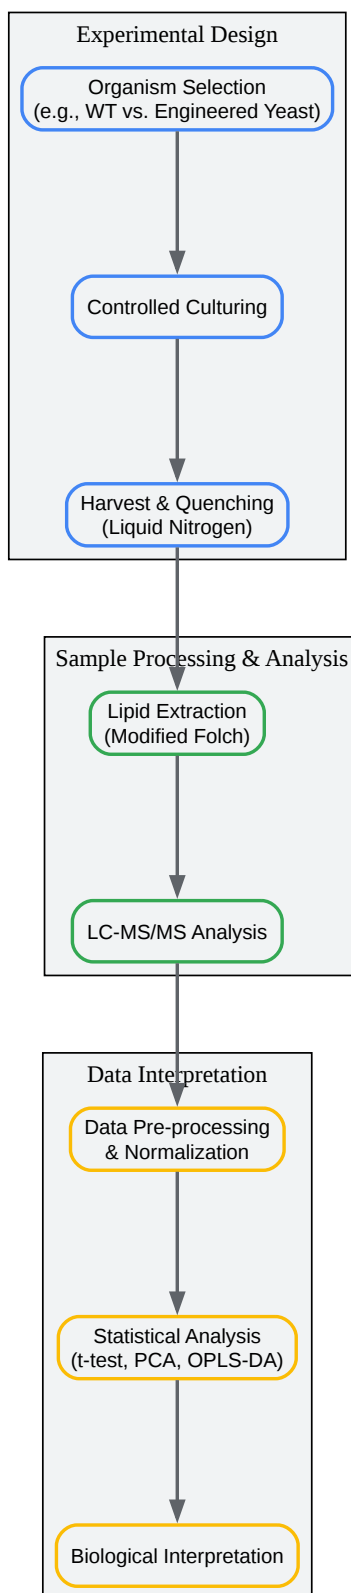 Experimental Design
Organism Selection
(e.g., WT vs. Engineered Yeast)
Controlled Culturing
Harvest & Quenching
(Liquid Nitrogen)
Sample Processing & Analysis
Lipid Extraction
(Modified Folch)
LC-MS/MS Analysis
Data Interpretation
Data Pre-processing
& Normalization
Statistical Analysis
(t-test, PCA, OPLS-DA)
Biological Interpretation